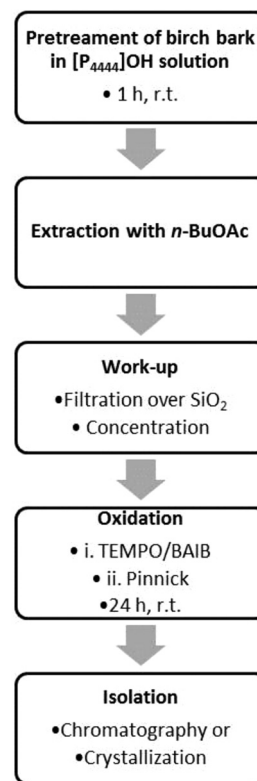 Pretreament of birch bark
in [P₄₄₄₄]OH solution
• 1 h, r.t.
Extraction with n-BuOAc
Work-up
•Filtration over SiO₂
• Concentration
Oxidation
• i. TEMPO/BAIB
• ii. Pinnick
•24 h, r.t.
Isolation
•Chromatography or
•Crystallization